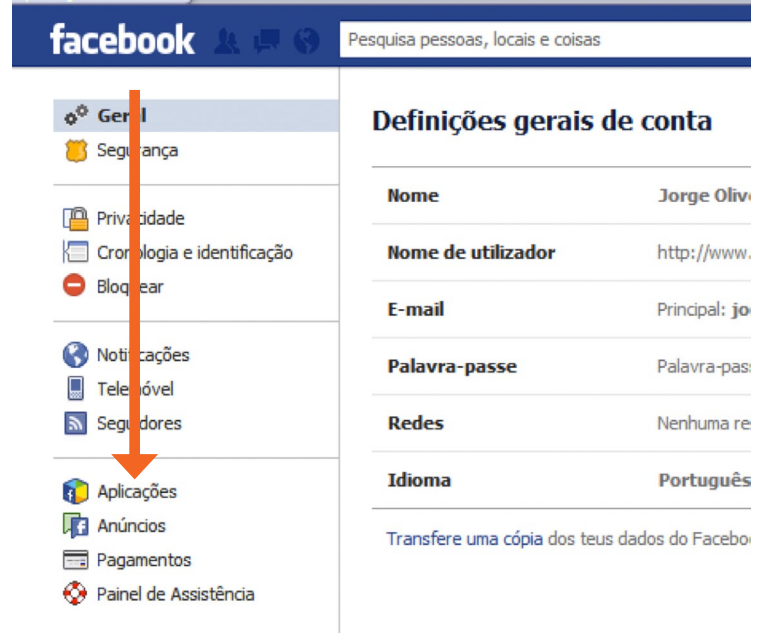 facebook
Pesquisa pessoas, locais e coisas
Geral
Segurança
Privacidade
Cronologia e identificação
Bloquear
Notificações
Telemóvel
Seguidores
Aplicações
Anúncios
Pagamentos
Painel de Assistência
Definições gerais de conta
Nome Jorge Oliv
Nome de utilizador http://www.
E-mail Principal: jo
Palavra-passe Palavra-pas
Redes Nenhuma re
Idioma Português
Transfere uma cópia dos teus dados do Facebo